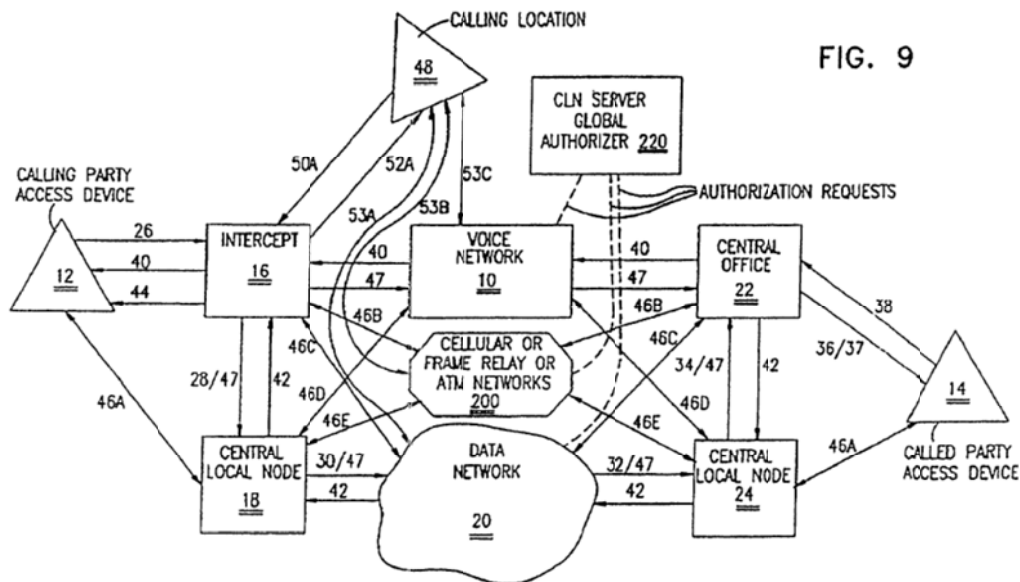 CALLING LOCATION
FIG. 9
48
CLN SERVER
GLOBAL
AUTHORIZER 220
50A
52A
53C
CALLING PARTY
ACCESS DEVICE
53A
53B
AUTHORIZATION REQUESTS
26
INTERCEPT
16
40
VOICE
NETWORK
10
40
CENTRAL
OFFICE
22
12
40
47
47
44
38
46B
46B
46C
46C
CELLULAR OR
FRAME RELAY OR
ATM NETWORKS
200
36/37
28/47
42
46D
34/47
42
46A
46E
46D
14
46E
46A
CALLED PARTY
ACCESS DEVICE
CENTRAL
LOCAL NODE
18
30/47
DATA
NETWORK
32/47
CENTRAL
LOCAL NODE
24
42
42
20